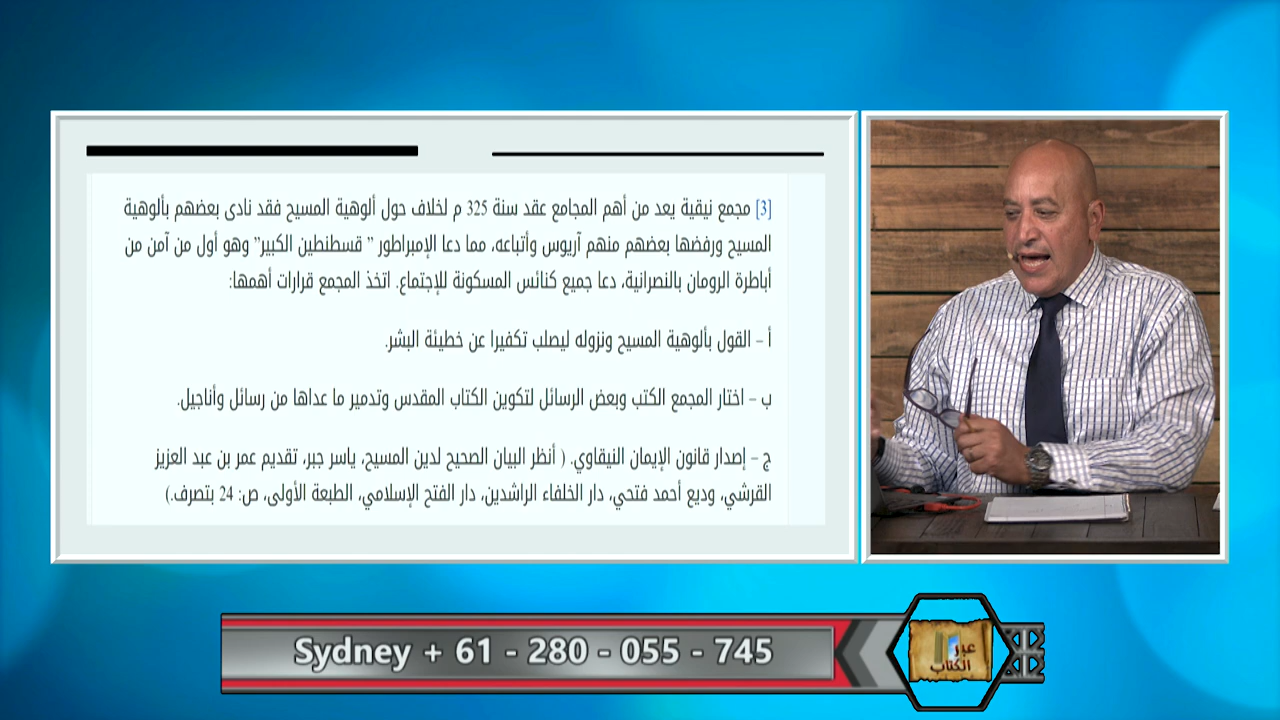 [3] مجمع نيقية يعد من أهم المجامع عقد سنة 325 م لخلاف حول ألوهية المسيح فقد نادى بعضهم بألوهية
المسيح ورفضها بعضهم منهم آريوس وأتباعه، مما دعا الإمبراطور ” قسطنطين الكبير” وهو أول من آمن من
أباطرة الرومان بالنصرانية، دعا جميع كنائس المسكونة للإجتماع. اتخذ المجمع قرارات أهمها:
أ – القول بألوهية المسيح ونزوله ليصلب تكفيرا عن خطيئة البشر.
ب – اختار المجمع الكتب وبعض الرسائل لتكوين الكتاب المقدس وتدمير ما عداها من رسائل وأناجيل.
ج – إصدار قانون الإيمان النيقاوي. ( أنظر البيان الصحيح لدين المسيح، ياسر جبر، تقديم عمر بن عبد العزيز
القرشي، وديع أحمد فتحي، دار الخلفاء الراشدين، دار الفتح الإسلامي، الطبعة الأولى، ص: 24 بتصرف.)
Sydney + 61 - 280 - 055 - 745
عبر
الكتاب